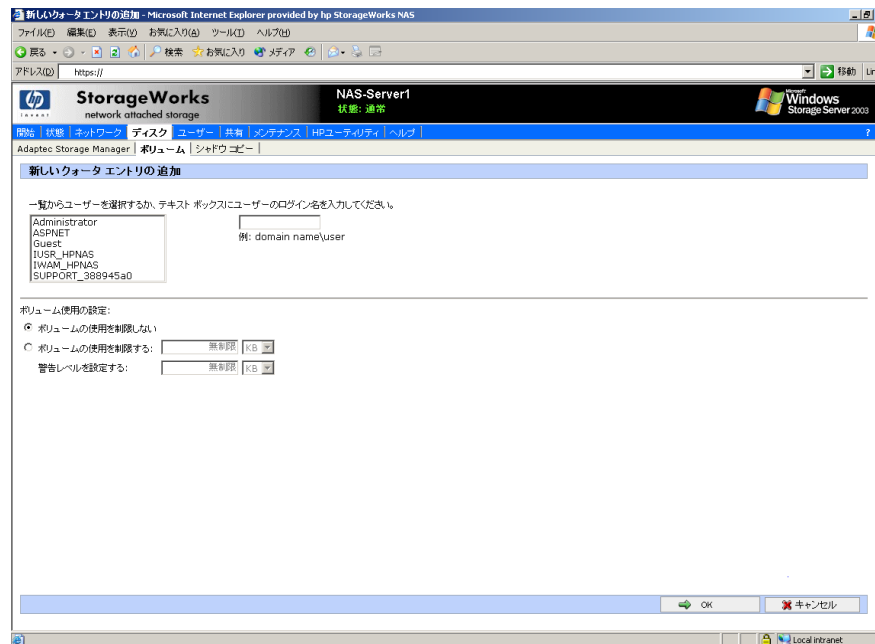 新しいクォータ エントリの追加 - Microsoft Internet Explorer provided by hp StorageWorks NAS
ファイル(F) 編集(E) 表示(V) お気に入り(A) ツール(T) ヘルプ(H)
戻る 検索 お気に入り メディア
アドレス(D) https:// 移動
hp
invent
StorageWorks
network attached storage
NAS-Server1
状態: 通常
Microsoft
Windows
Storage Server 2003
開始 状態 ネットワーク ディスク ユーザー 共有 メンテナンス HPユーティリティ ヘルプ ?
Adaptec Storage Manager ボリューム シャドウ コピー
新しいクォータ エントリの追加
一覧からユーザーを選択するか、テキスト ボックスにユーザーのログイン名を入力してください。
Administrator
ASPNET
Guest
IUSR_HPNAS
IWAM_HPNAS
SUPPORT_388945a0
例: domain name\user
ボリューム使用の設定:
ボリュームの使用を制限しない
ボリュームの使用を制限する: 無制限 KB
警告レベルを設定する: 無制限 KB
OK キャンセル
Local intranet